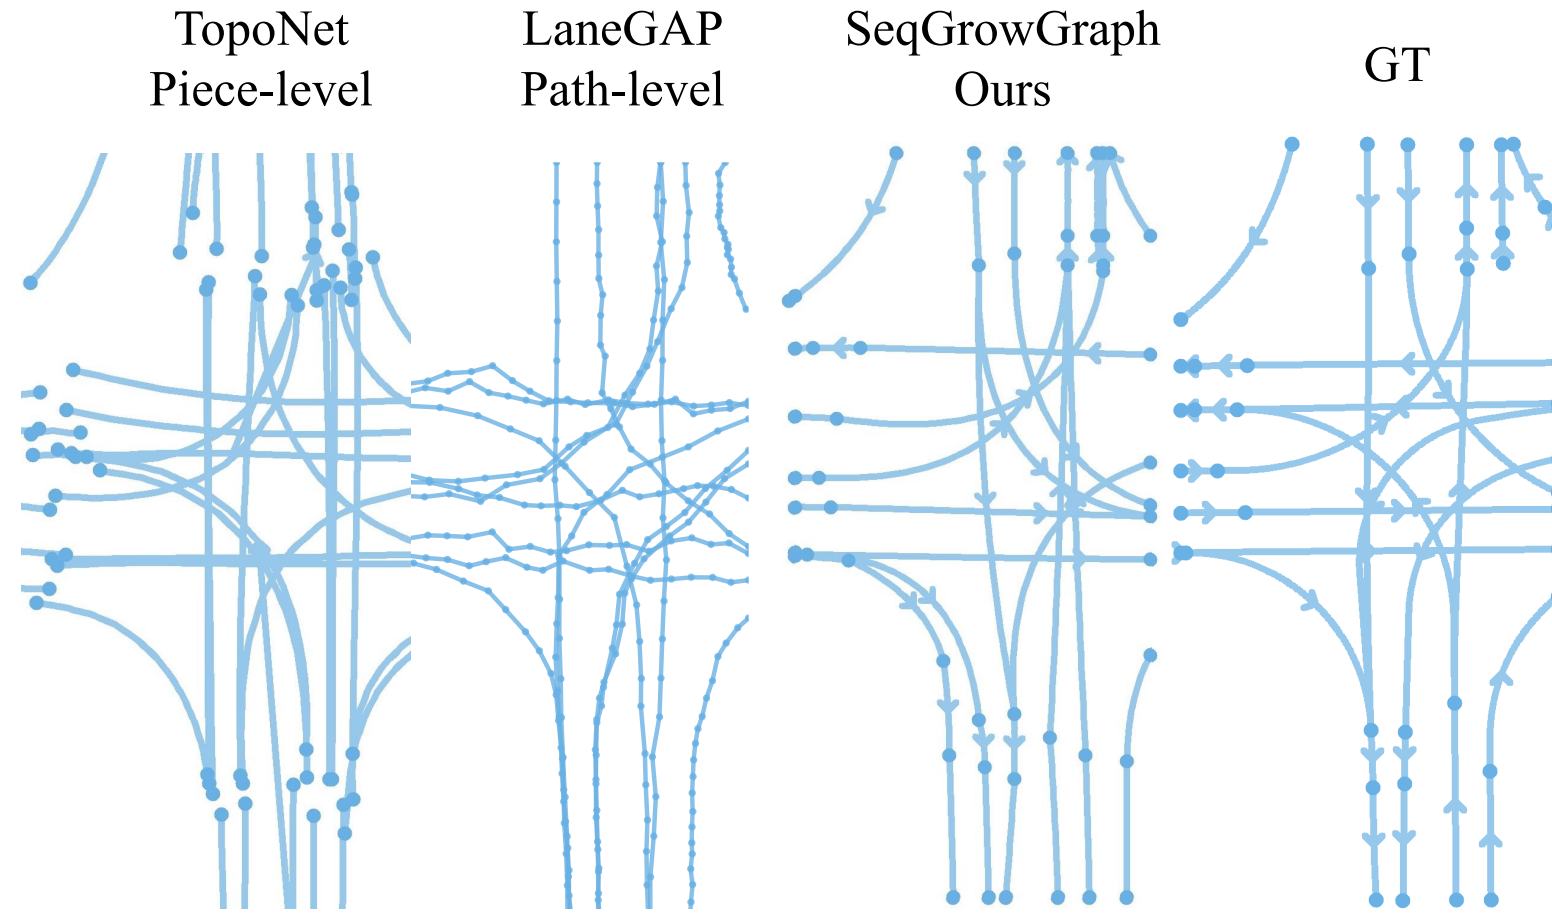 TopoNet
Piece-level
LaneGAP
Path-level
SeqGrowGraph
Ours
GT